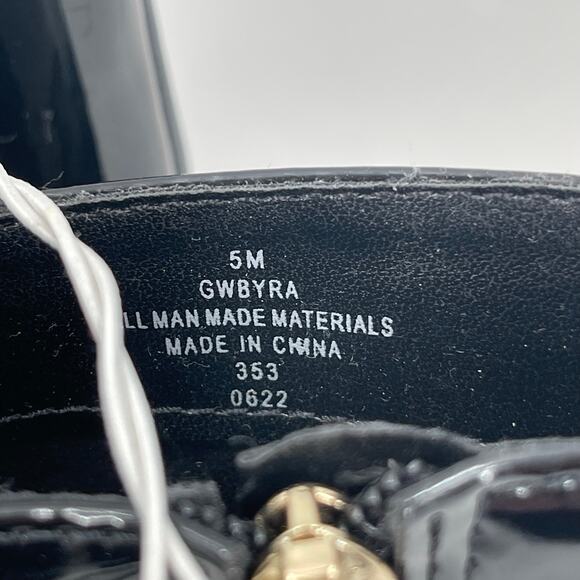 5M
GWBYRA
LL MAN MADE MATERIALS
MADE IN CHINA
353
0622